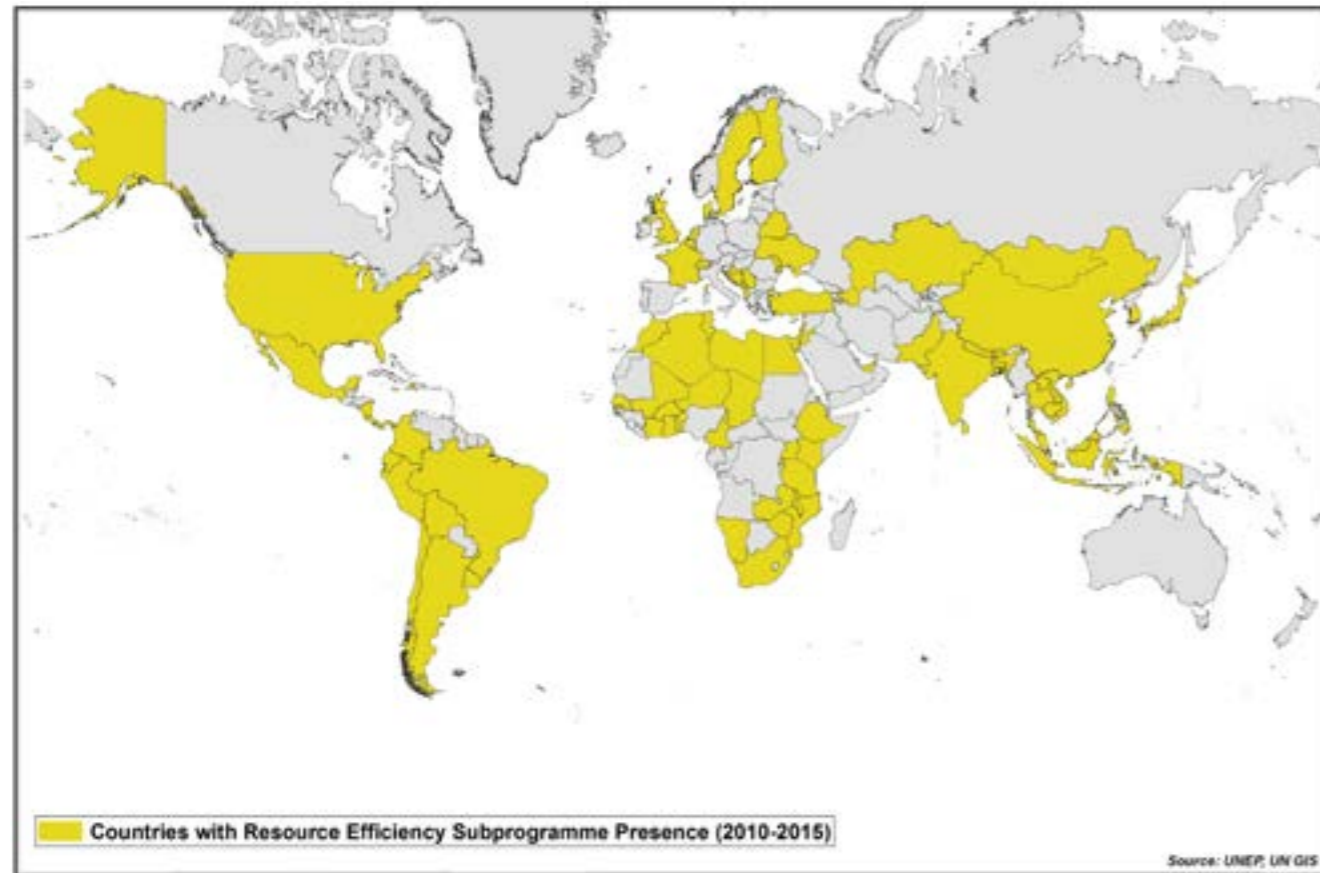 Countries with Resource Efficiency Subprogramme Presence (2010-2015)
Source: UNEP, UN GIS